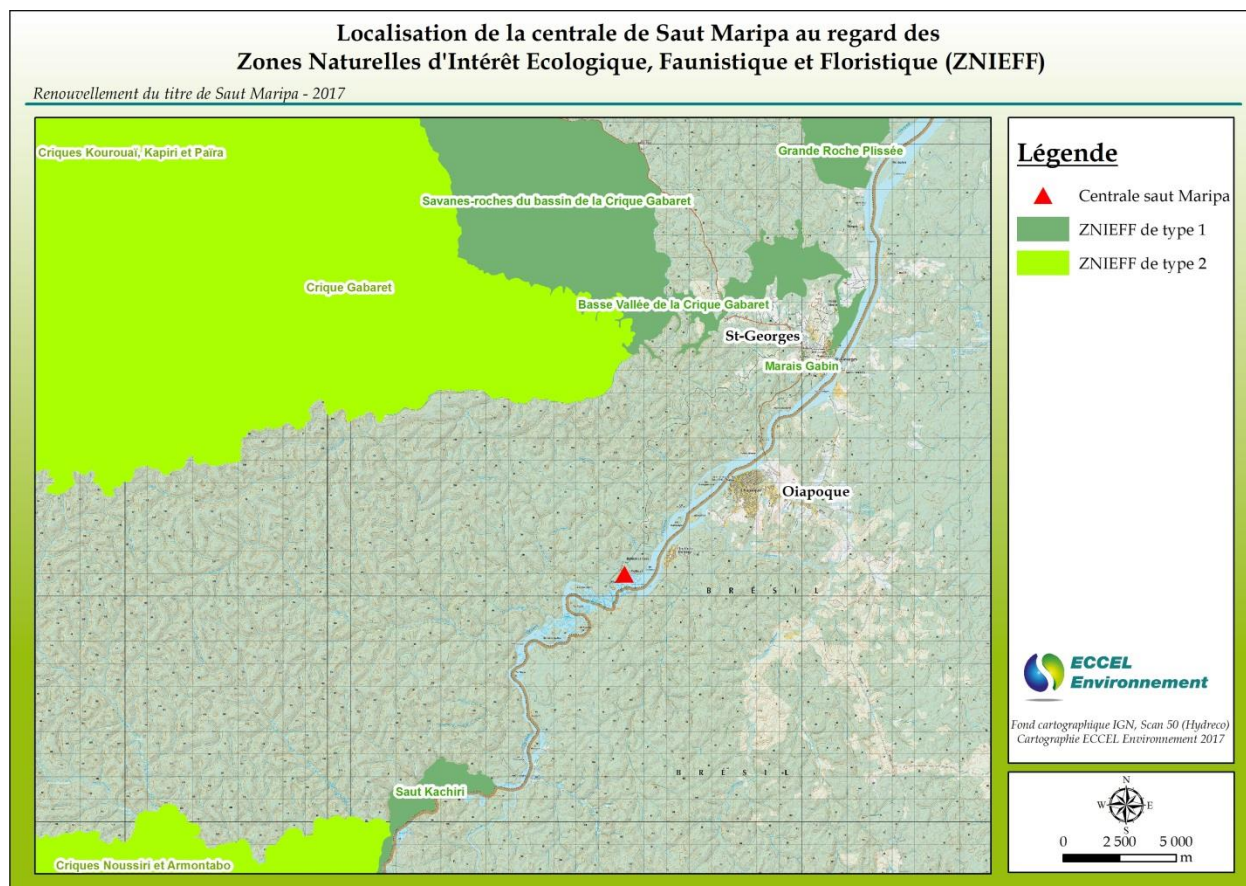 Localisation de la centrale de Saut Maripa au regard des
Zones Naturelles d'Intérêt Ecologique, Faunistique et Floristique (ZNIEFF)
Renouvellement du titre de Saut Maripa - 2017
Criques Kourouaï, Kapiri et Païra
Grande Roche Plissée
Savanes-roches du bassin de la Crique Gabaret
Crique Gabaret
Basse Vallée de la Crique Gabaret
St-Georges
Marais Gabin
Oiapoque
BRÉSIL
BRÉSIL
Saut Kachiri
Criques Noussiri et Armontabo
Légende
Centrale saut Maripa
ZNIEFF de type 1
ZNIEFF de type 2
ECCEL
Environnement
Fond cartographique IGN, Scan 50 (Hydreco)
Cartographie ECCEL Environnement 2017
N
W E
S
0 2 500 5 000
m